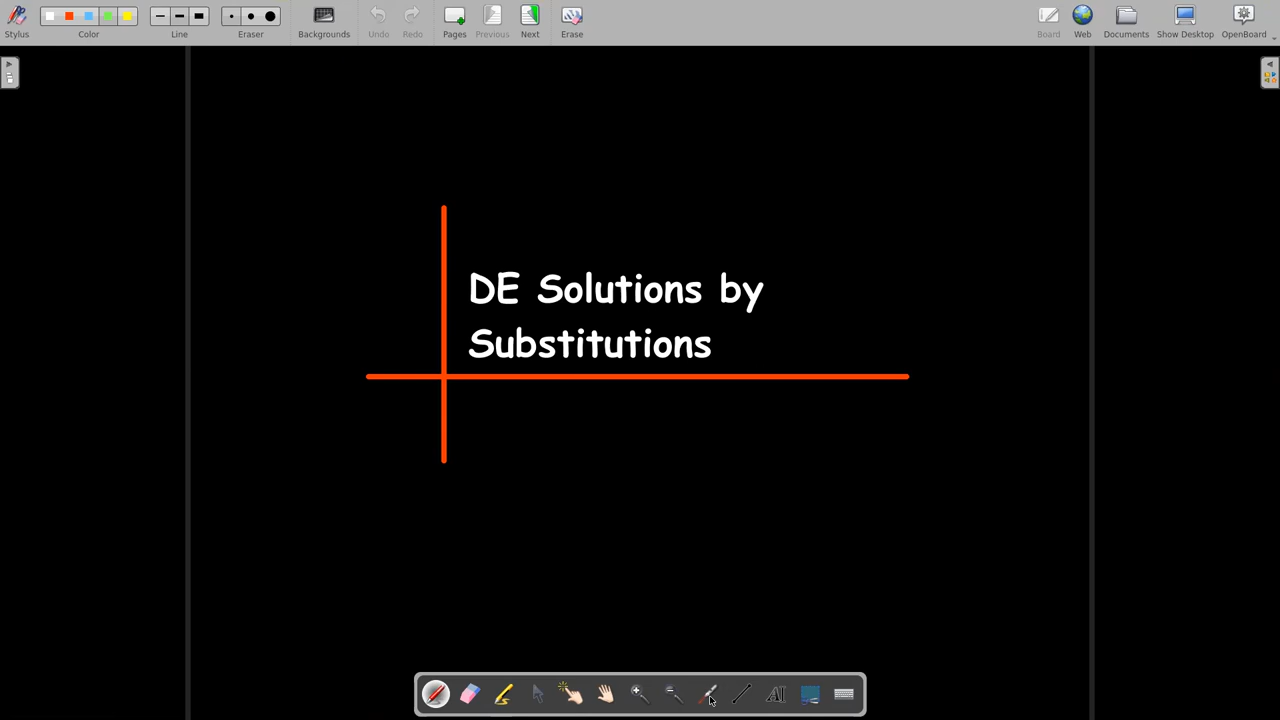 Stylus Color Line Eraser Backgrounds Undo Redo Pages Previous Next Erase Board Web Documents Show Desktop OpenBoard
DE Solutions by
Substitutions
AI